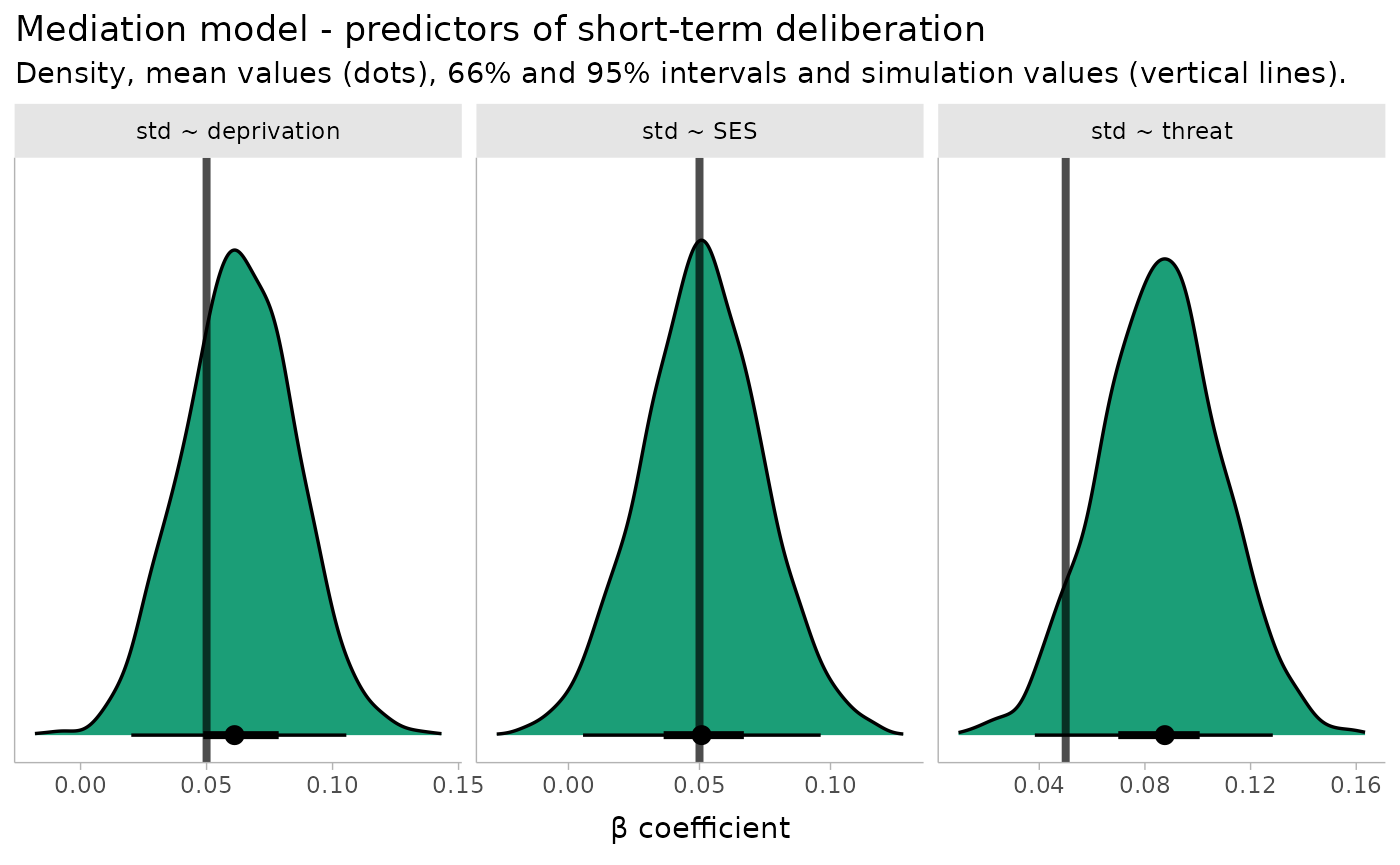 Mediation model - predictors of short-term deliberation
Density, mean values (dots), 66% and 95% intervals and simulation values (vertical lines).
std ~ deprivation
std ~ SES
std ~ threat
0.00 0.05 0.10 0.15
0.00 0.05 0.10
0.04 0.08 0.12 0.16
β coefficient